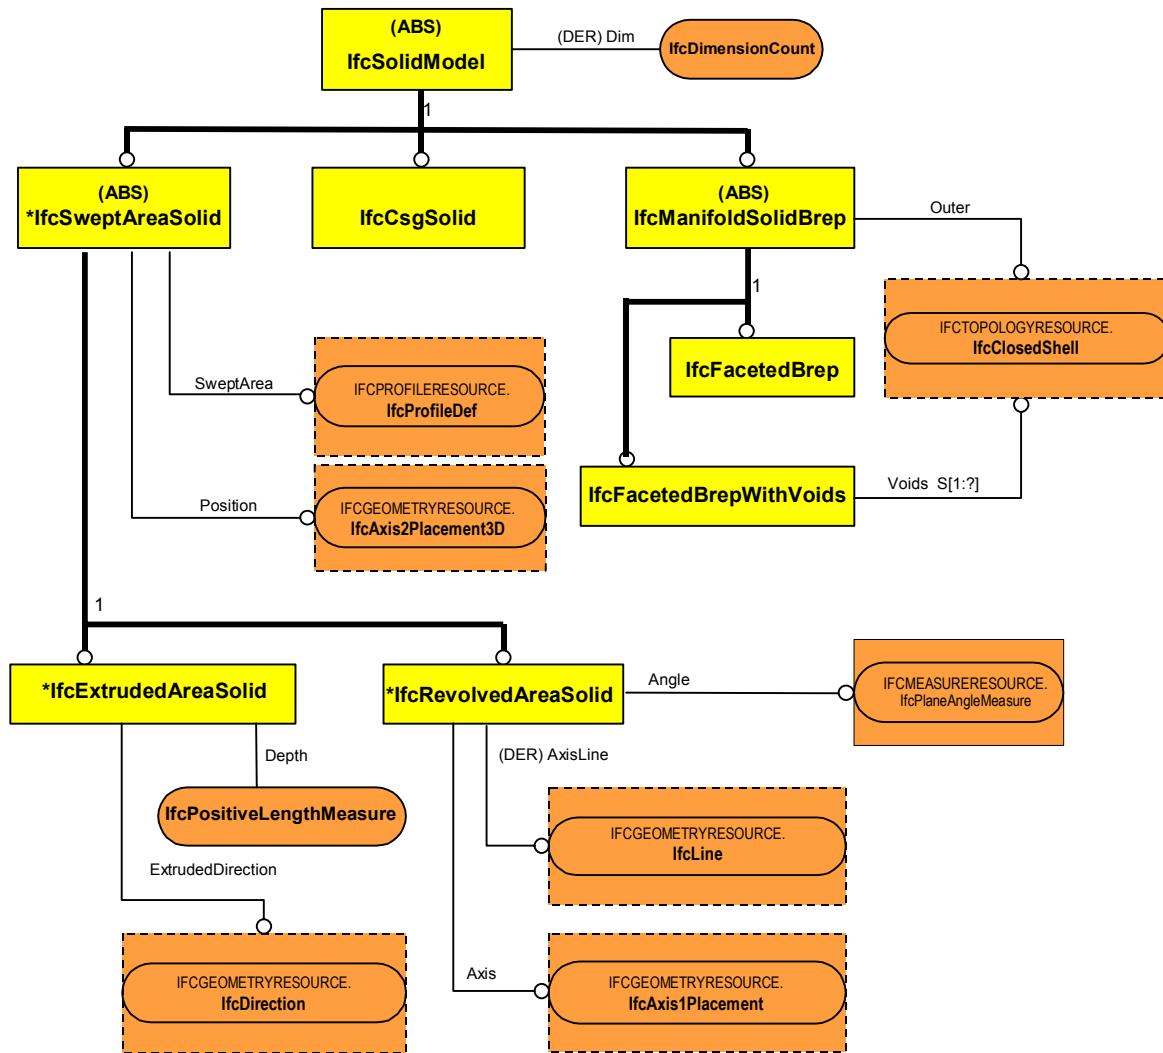 (ABS)
IfcSolidModel
(DER) Dim
IfcDimensionCount
1
(ABS)
*IfcSweptAreaSolid
IfcCsgSolid
(ABS)
IfcManifoldSolidBrep
Outer
1
IFCTOPOLOGYRESOURCE.
IfcClosedShell
IfcFacetedBrep
SweptArea
IFCPROFILERESOURCE.
IfcProfileDef
IfcFacetedBrepWithVoids
Voids S[1:?]
Position
IFCGEOMETRYRESOURCE.
IfcAxis2Placement3D
1
*IfcExtrudedAreaSolid
*IfcRevolvedAreaSolid
Angle
IFCMEASURERESOURCE.
IfcPlaneAngleMeasure
Depth
(DER) AxisLine
IfcPositiveLengthMeasure
IFCGEOMETRYRESOURCE.
IfcLine
ExtrudedDirection
Axis
IFCGEOMETRYRESOURCE.
IfcDirection
IFCGEOMETRYRESOURCE.
IfcAxis1Placement